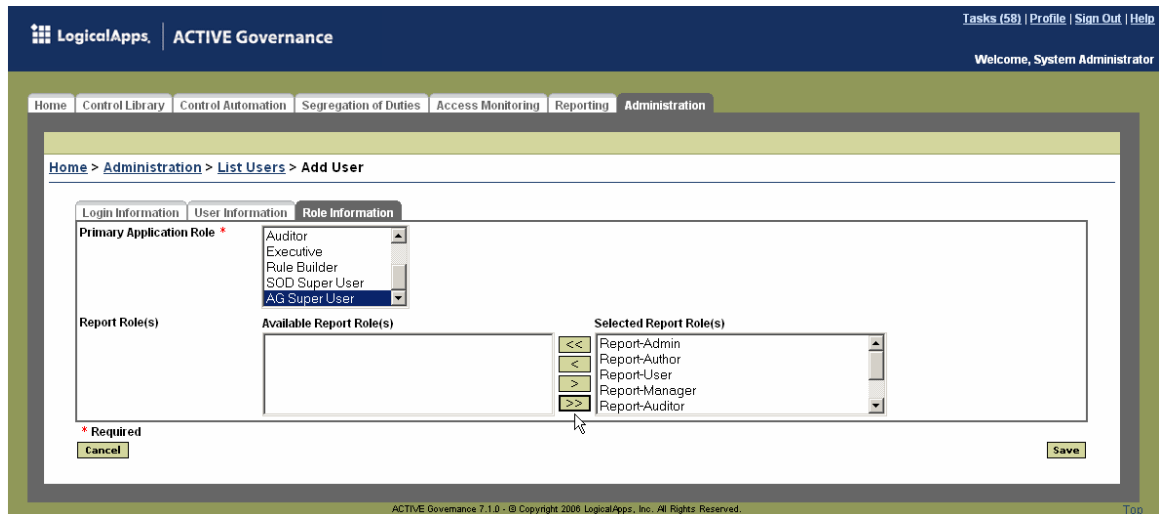 Tasks (58) | Profile | Sign Out | Help
LogicalApps. ACTIVE Governance
Welcome, System Administrator
Home Control Library Control Automation Segregation of Duties Access Monitoring Reporting Administration
Home > Administration > List Users > Add User
Login Information User Information Role Information
Primary Application Role *
Auditor
Executive
Rule Builder
SOD Super User
AG Super User
Report Role(s)
Available Report Role(s)
Selected Report Role(s)
<<
<
>
>>
Report-Admin
Report-Author
Report-User
Report-Manager
Report-Auditor
* Required
Cancel
Save
ACTIVE Governance 7.1.0 - © Copyright 2006 LogicalApps, Inc. All Rights Reserved.
Top